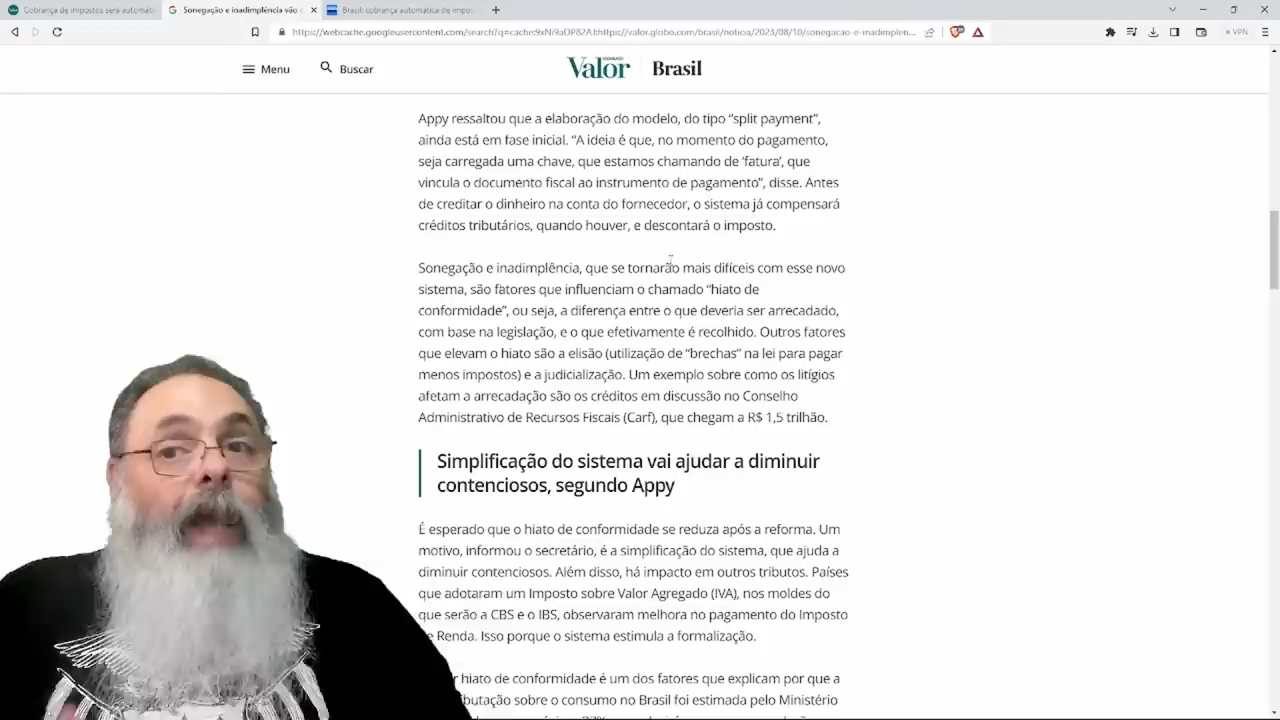 Cobrança de impostos será automáti
Sonegação e inadimplência vão c
Brasil: cobrança automática de impos
https://webcache.googleusercontent.com/search?q=cache:9xNi9aOP82AJ:https://valor.globo.com/brasil/noticia/2023/08/10/sonegacao-e-inadimplen...
VPN
Menu
Buscar
Valor
Brasil
Appy ressaltou que a elaboração do modelo, do tipo “split payment”,
ainda está em fase inicial. “A ideia é que, no momento do pagamento,
seja carregada uma chave, que estamos chamando de ‘fatura’, que
vincula o documento fiscal ao instrumento de pagamento”, disse. Antes
de creditar o dinheiro na conta do fornecedor, o sistema já compensará
créditos tributários, quando houver, e descontará o imposto.
Sonegação e inadimplência, que se tornarão mais difíceis com esse novo
sistema, são fatores que influenciam o chamado “hiato de
conformidade”, ou seja, a diferença entre o que deveria ser arrecadado,
com base na legislação, e o que efetivamente é recolhido. Outros fatores
que elevam o hiato são a elisão (utilização de “brechas” na lei para pagar
menos impostos) e a judicialização. Um exemplo sobre como os litígios
afetam a arrecadação são os créditos em discussão no Conselho
Administrativo de Recursos Fiscais (Carf), que chegam a R$ 1,5 trilhão.
Simplificação do sistema vai ajudar a diminuir
contenciosos, segundo Appy
É esperado que o hiato de conformidade se reduza após a reforma. Um
motivo, informou o secretário, é a simplificação do sistema, que ajuda a
diminuir contenciosos. Além disso, há impacto em outros tributos. Países
que adotaram um Imposto sobre Valor Agregado (IVA), nos moldes do
que serão a CBS e o IBS, observaram melhora no pagamento do Imposto
e Renda. Isso porque o sistema estimula a formalização.
hiato de conformidade é um dos fatores que explicam por que a
butação sobre o consumo no Brasil foi estimada pelo Ministério